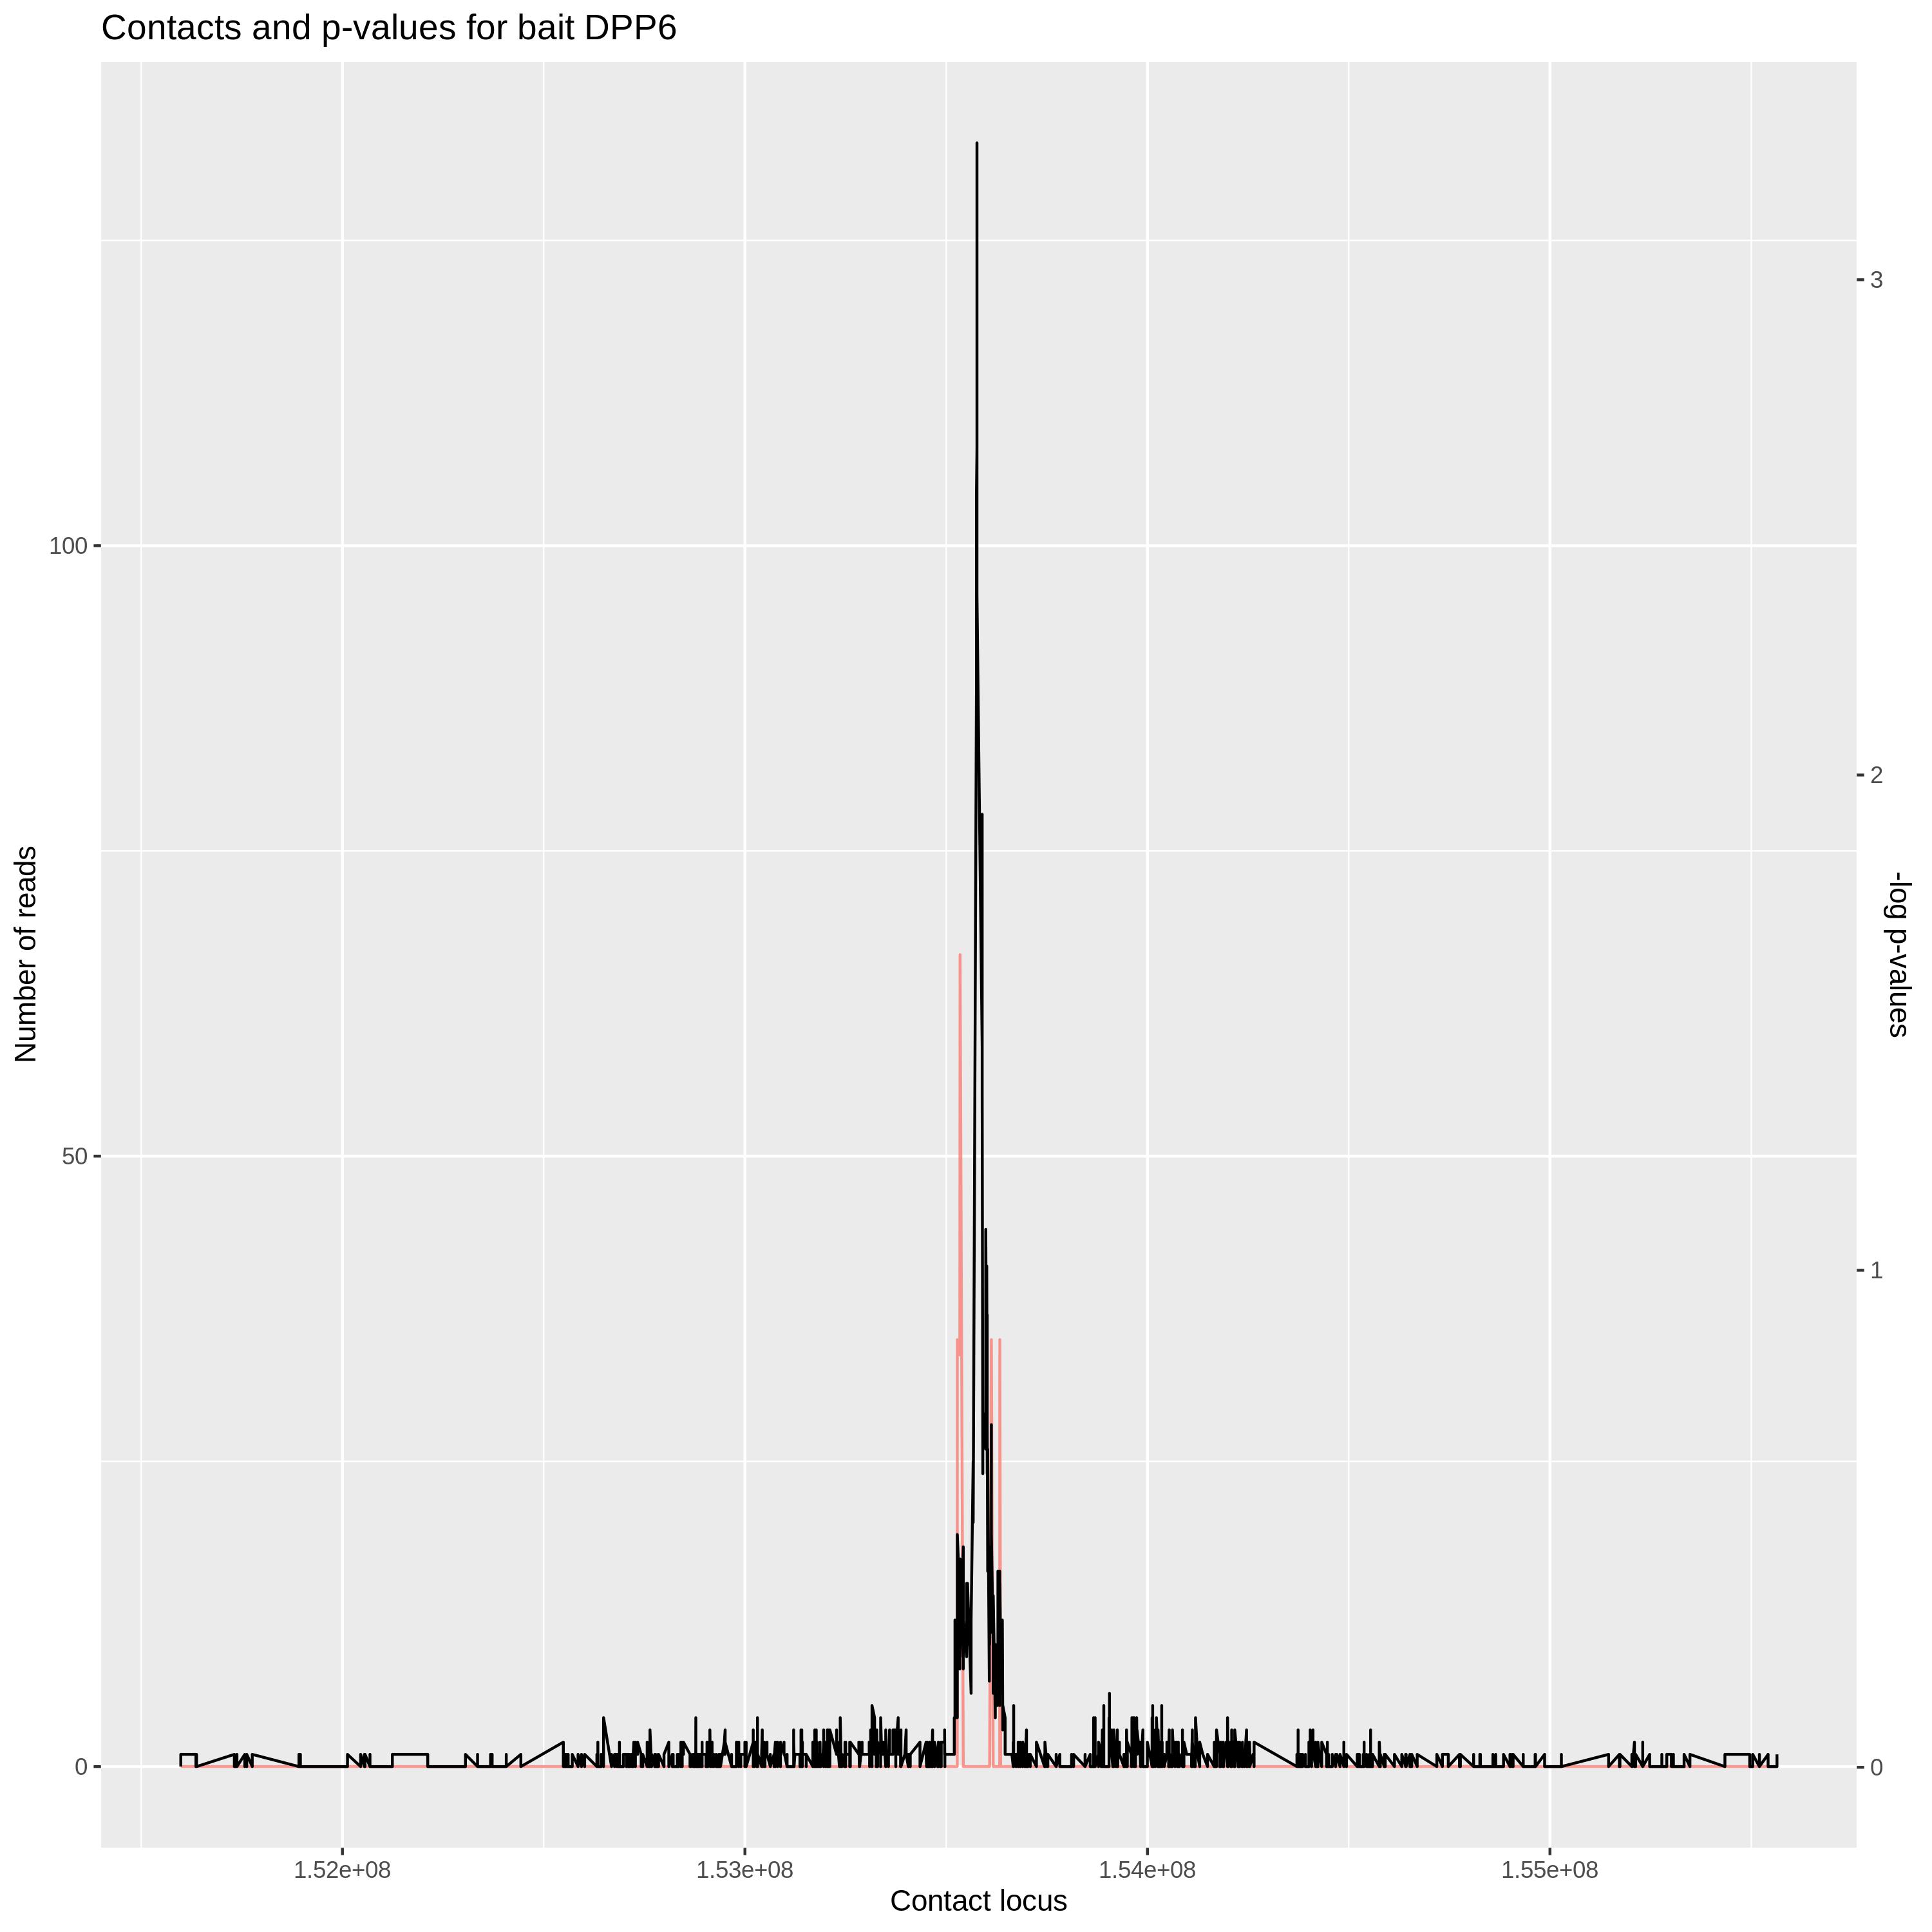 Contacts and p-values for bait DPP6
Number of reads
100
50
0
3
2
1
0
-log p-values
1.52e+08
1.53e+08
1.54e+08
1.55e+08
Contact locus